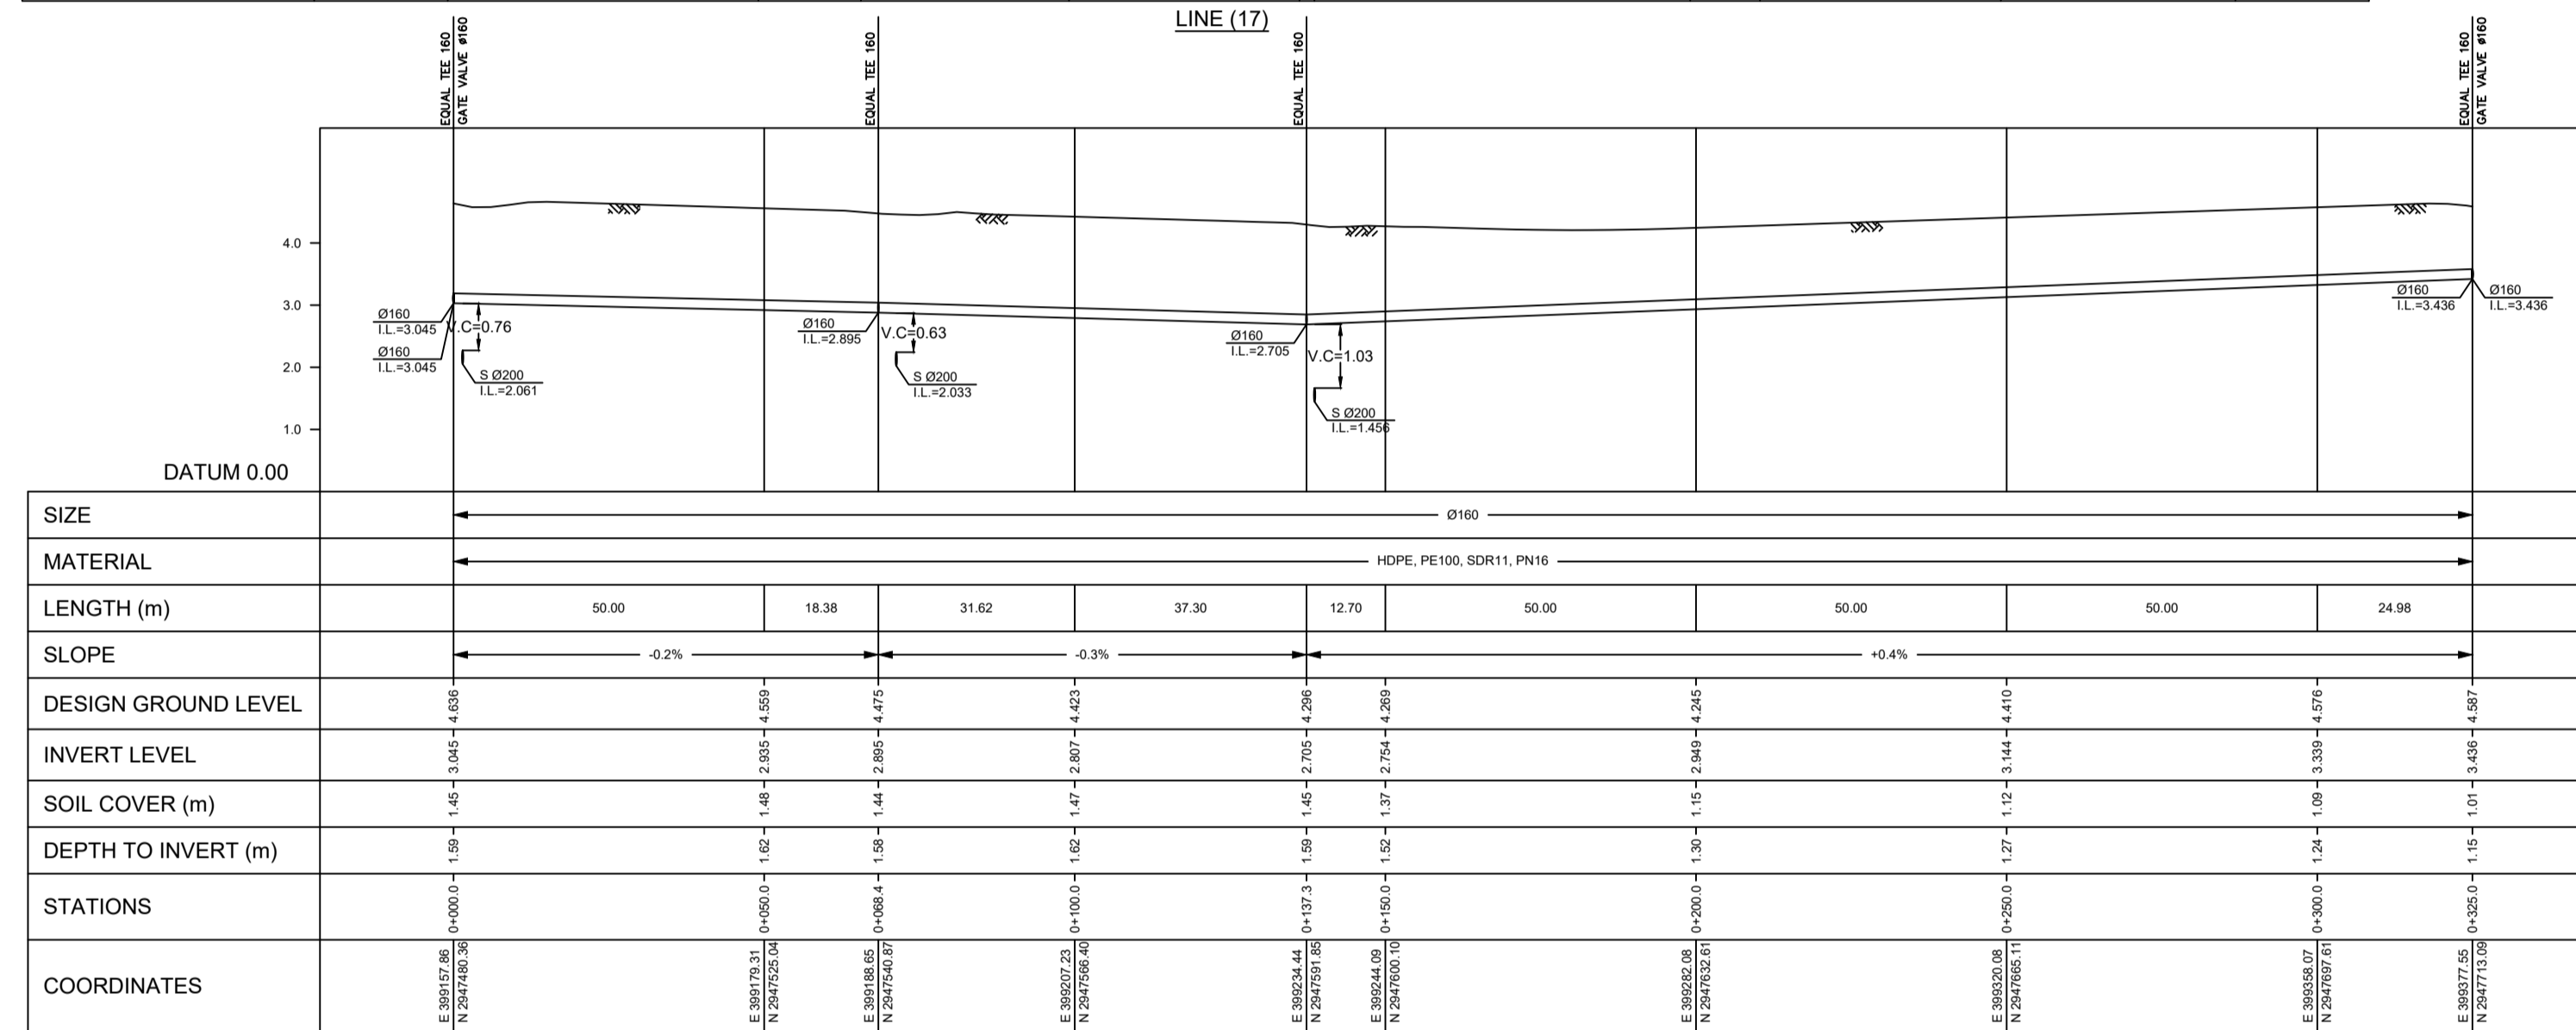 LINE (17)
EQUAL TEE 160
GATE VALVE ø160
EQUAL TEE 160
EQUAL TEE 160
EQUAL TEE 160
GATE VALVE ø160
4.0
3.0
2.0
1.0
DATUM 0.00
Ø160
I.L.=3.045
Ø160
I.L.=3.045
V.C=0.76
S Ø200
I.L.=2.061
Ø160
I.L.=2.895
V.C=0.63
S Ø200
I.L.=2.033
Ø160
I.L.=2.705
V.C=1.03
S Ø200
I.L.=1.456
Ø160
I.L.=3.436
Ø160
I.L.=3.436
SIZE Ø160
MATERIAL HDPE, PE100, SDR11, PN16
LENGTH (m) 50.00 18.38 31.62 37.30 12.70 50.00 50.00 50.00 24.98
SLOPE -0.2% -0.3% +0.4%
DESIGN GROUND LEVEL 4.636 4.559 4.475 4.423 4.296 4.269 4.245 4.410 4.576 4.587
INVERT LEVEL 3.045 2.935 2.895 2.807 2.705 2.754 2.949 3.144 3.339 3.436
SOIL COVER (m) 1.45 1.48 1.44 1.47 1.45 1.37 1.15 1.12 1.09 1.01
DEPTH TO INVERT (m) 1.59 1.62 1.58 1.62 1.59 1.52 1.30 1.27 1.24 1.15
STATIONS 0+000.0 0+050.0 0+068.4 0+100.0 0+137.3 0+150.0 0+200.0 0+250.0 0+300.0 0+325.0
COORDINATES
E 399157.86
N 2947480.36
E 399179.31
N 2947525.04
E 399188.65
N 2947540.87
E 399207.23
N 2947566.40
E 399234.44
N 2947591.85
E 399244.09
N 2947600.10
E 399282.08
N 2947632.61
E 399320.08
N 2947665.11
E 399358.07
N 2947697.61
E 399377.55
N 2947713.09